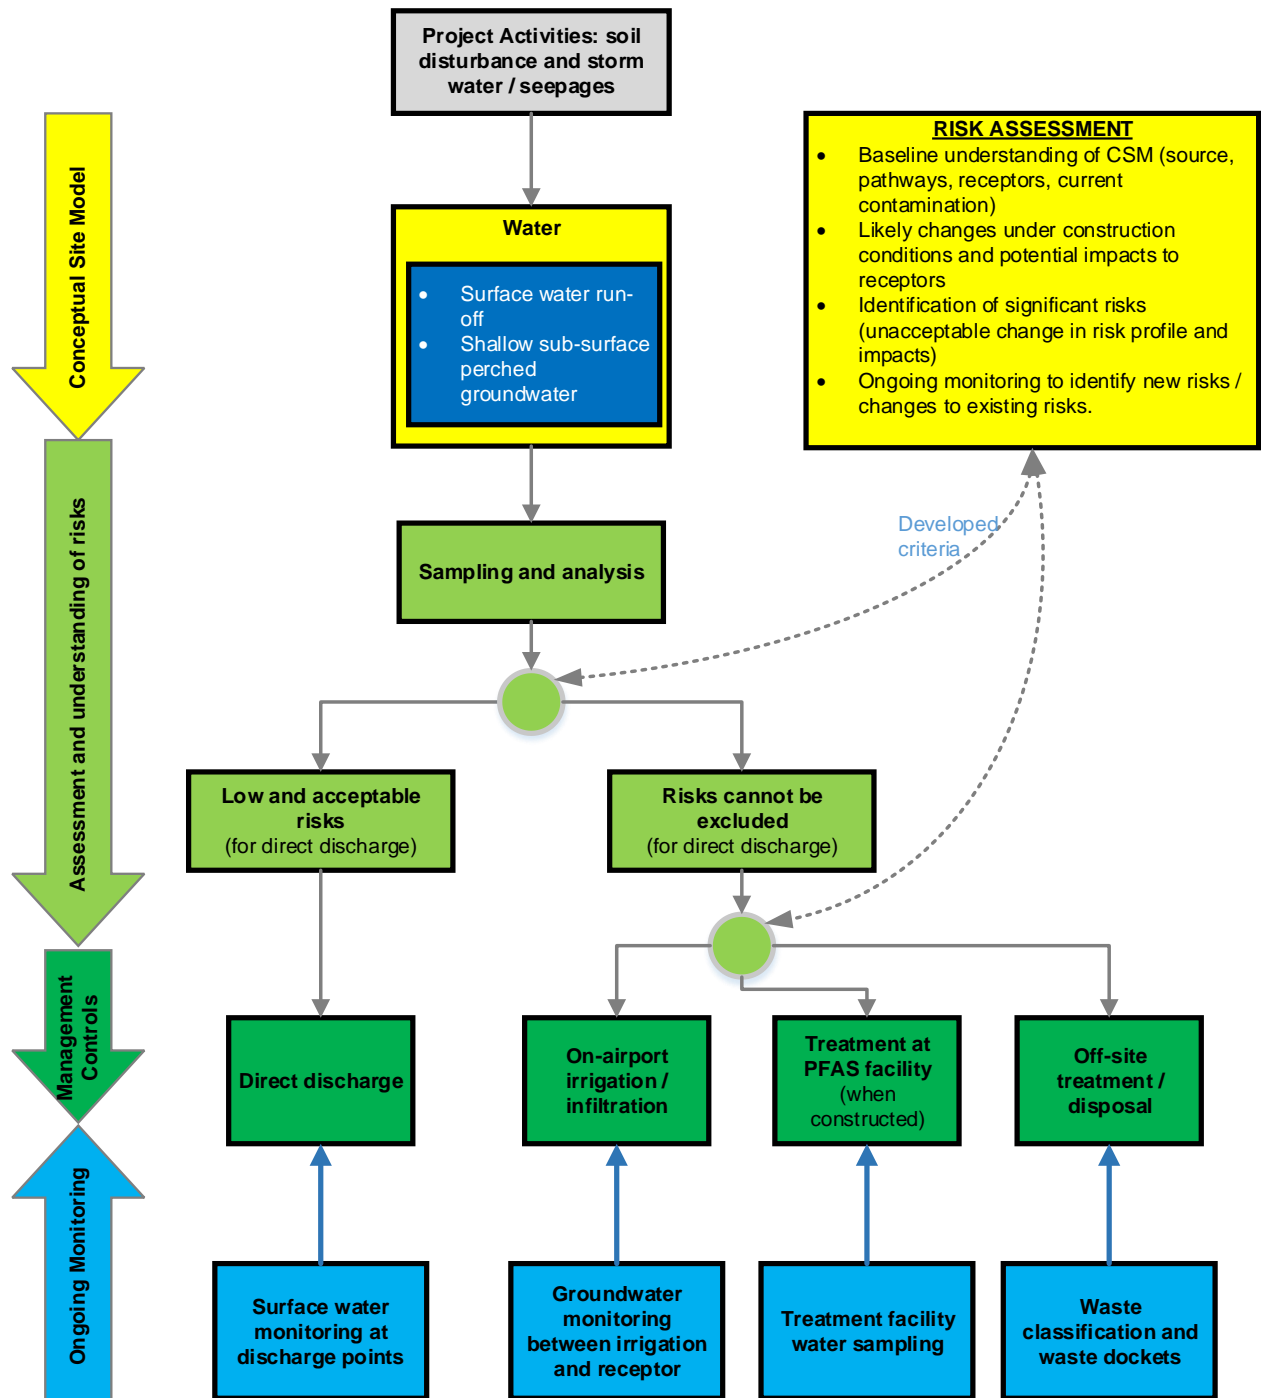 Project Activities: soil
disturbance and storm
water / seepages
RISK ASSESSMENT
• Baseline understanding of CSM (source,
pathways, receptors, current
contamination)
• Likely changes under construction
conditions and potential impacts to
receptors
• Identification of significant risks
(unacceptable change in risk profile and
impacts)
• Ongoing monitoring to identify new risks /
changes to existing risks.
Conceptual Site Model
Water
• Surface water run-
off
• Shallow sub-surface
perched
groundwater
Assessment and understanding of risks
Developed
criteria
Sampling and analysis
Low and acceptable
risks
(for direct discharge)
Risks cannot be
excluded
(for direct discharge)
Management
Controls
Direct discharge
On-airport
irrigation /
infiltration
Treatment at
PFAS facility
(when
constructed)
Off-site
treatment /
disposal
Ongoing Monitoring
Surface water
monitoring at
discharge points
Groundwater
monitoring
between irrigation
and receptor
Treatment facility
water sampling
Waste
classification and
waste dockets